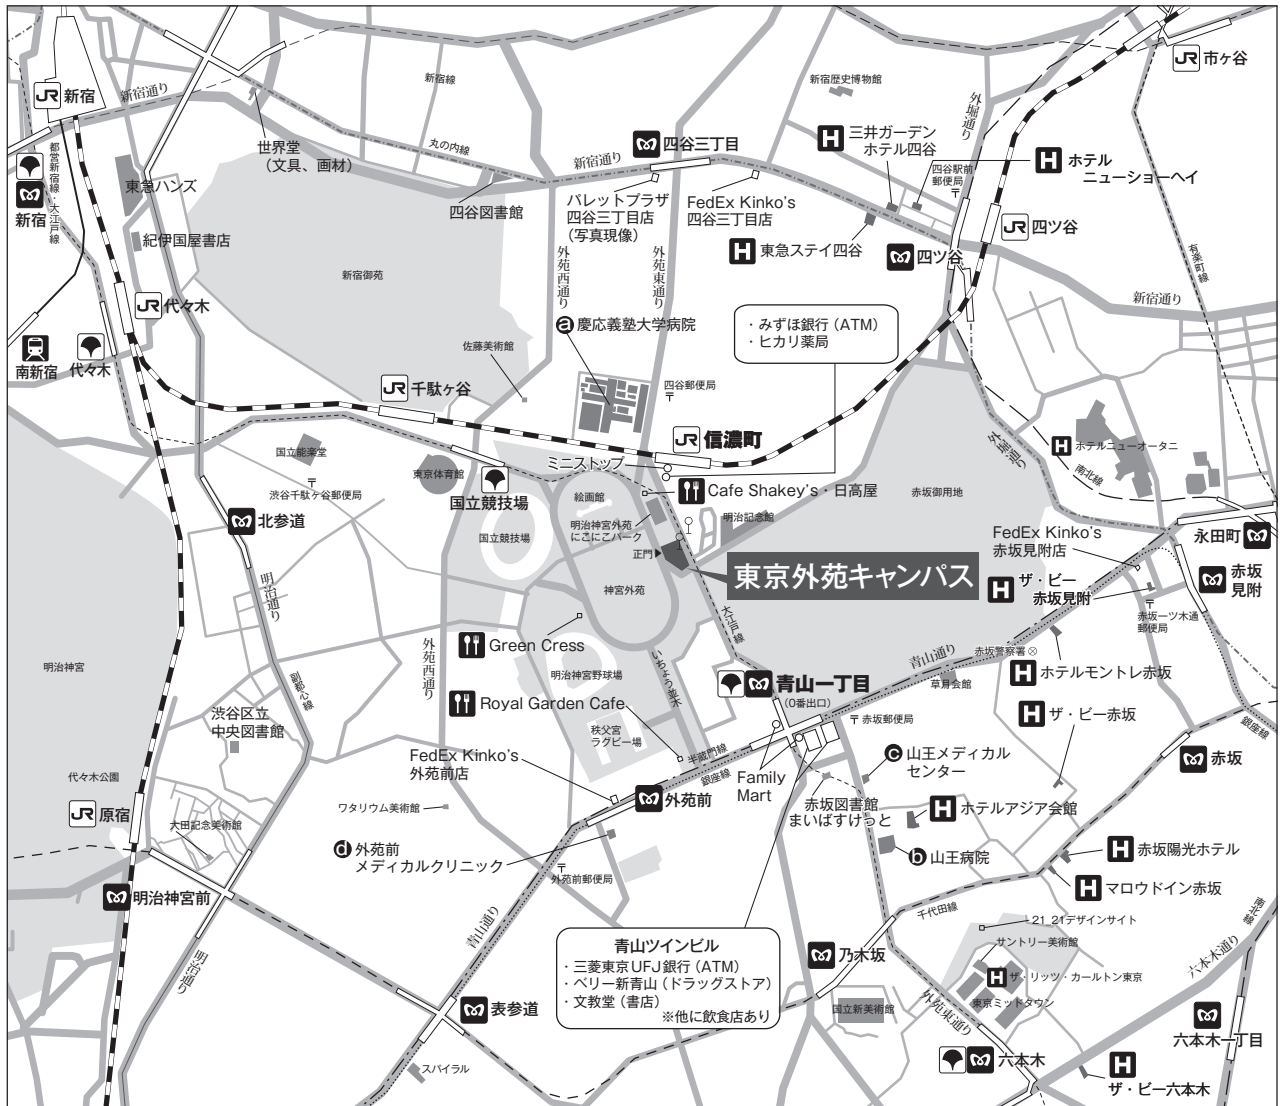 JR 新宿
新宿通り
新宿線
新宿歴史博物館
外堀通り
JR 市ヶ谷
世界堂
（文具、画材）
丸の内線
新宿通り
四谷三丁目
H 三井ガーデン
ホテル四谷
四谷駅前
郵便局
H ホテル
ニューショーヘイ
都営新宿線
大江戸線
新宿
東急ハンズ
四谷図書館
パレットプラザ
四谷三丁目店
（写真現像）
FedEx Kinko's
四谷三丁目店
JR 四ツ谷
紀伊国屋書店
H 東急ステイ四谷
四ツ谷
有楽町線
新宿御苑
外苑西通り
外苑東通り
新宿通り
JR 代々木
ⓐ 慶応義塾大学病院
・みずほ銀行（ATM）
・ヒカリ薬局
南新宿
代々木
佐藤美術館
JR 千駄ヶ谷
四谷郵便局
〒
JR 信濃町
外堀通り
H ホテルニューオータニ
南北線
国立能楽堂
東京体育館
ミニストップ
〒
渋谷千駄ヶ谷郵便局
国立競技場
絵画館
Cafe Shakey's・日高屋
赤坂御用地
北参道
明治神宮外苑
にこにこパーク
明治記念館
国立競技場
正門
FedEx Kinko's
赤坂見附店
永田町
東京外苑キャンパス
H ザ・ビー
赤坂見附
赤坂
見附
明治通り
神宮外苑
大江戸線
〒
赤坂一ツ木通
郵便局
外苑西通り
Green Cress
いちょう並木
青山通り
赤坂警察署
明治神宮
副都心線
明治神宮野球場
青山一丁目
（0番出口）
草月会館
H ホテルモントレ赤坂
渋谷区立
中央図書館
Royal Garden Cafe
〒 赤坂郵便局
H ザ・ビー赤坂
銀座線
秩父宮
ラグビー場
半蔵門線
銀座線
FedEx Kinko's
外苑前店
Family
Mart
ⓒ 山王メディカル
センター
赤坂
代々木公園
JR 原宿
ワタリウム美術館
外苑前
赤坂図書館
まいばすけっと
H ホテルアジア会館
太田記念美術館
ⓓ 外苑前
メディカルクリニック
ⓑ 山王病院
H 赤坂陽光ホテル
〒
外苑前郵便局
H マロウドイン赤坂
明治神宮前
青山通り
千代田線
21_21デザインサイト
南北線
青山ツインビル
・三菱東京UFJ銀行（ATM）
・ベリー新青山（ドラッグストア）
・文教堂（書店）
※他に飲食店あり
乃木坂
サントリー美術館
H ザ・リッツ・カールトン東京
東京ミッドタウン
六本木通り
明治通り
表参道
国立新美術館
外苑東通り
六本木一丁目
スパイラル
六本木
H
ザ・ビー六本木